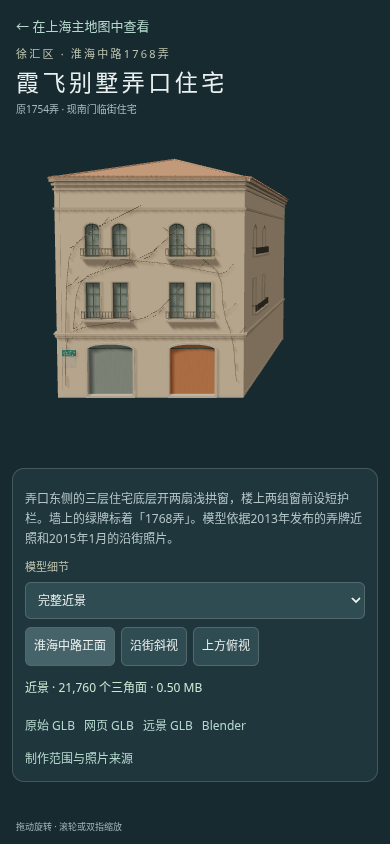 ← 在上海主地图中查看
徐汇区 · 淮海中路1768弄
霞飞别墅弄口住宅
原1754弄 · 现南门临街住宅
弄口东侧的三层住宅底层开两扇浅拱窗，楼上两组窗前设短护
栏。墙上的绿牌标着「1768弄」。模型依据2013年发布的弄牌近
照和2015年1月的沿街照片。
模型细节
完整近景
淮海中路正面 沿街斜视 上方俯视
近景 · 21,760 个三角面 · 0.50 MB
原始 GLB 网页 GLB 远景 GLB Blender
制作范围与照片来源
拖动旋转 · 滚轮或双指缩放